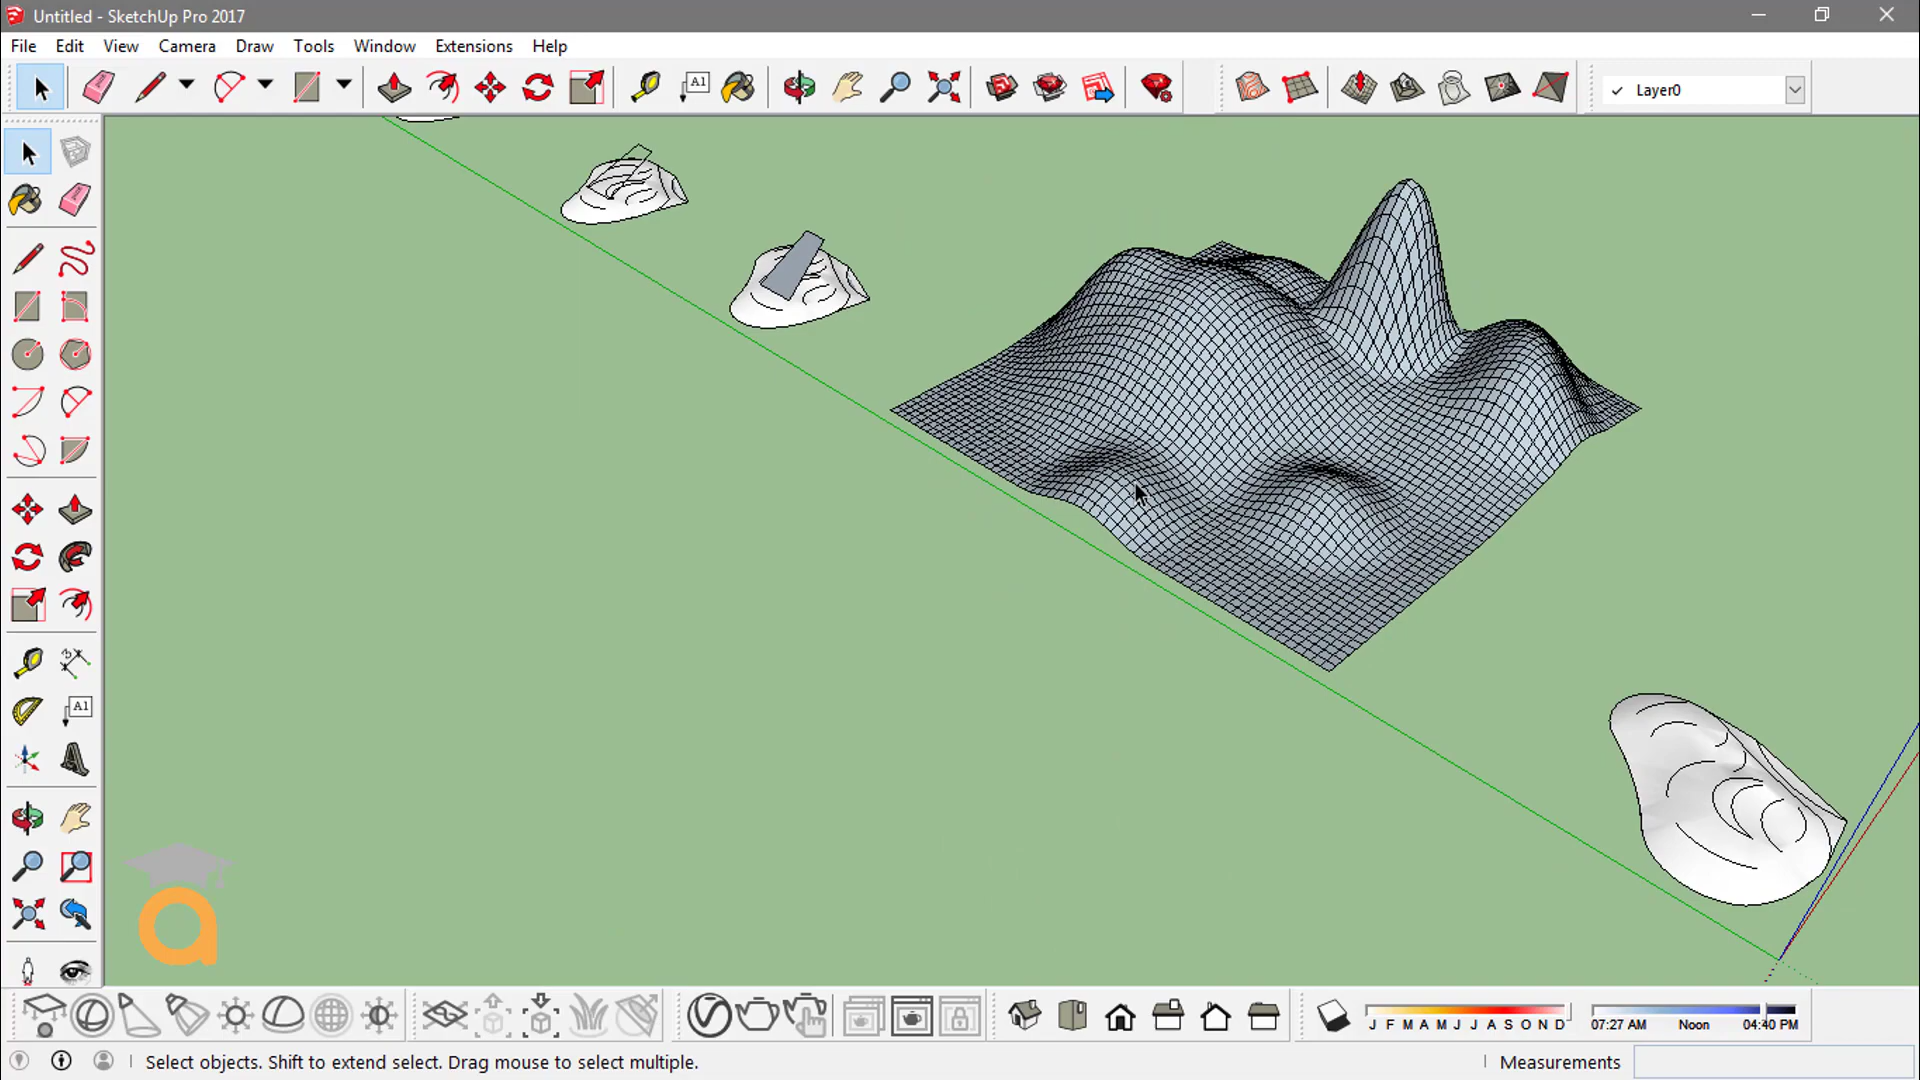 Untitled - SketchUp Pro 2017
File Edit View Camera Draw Tools Window Extensions Help
A1
Layer0
A1
J F M A M J J A S O N D
07:27 AM Noon 04:40 PM
Select objects. Shift to extend select. Drag mouse to select multiple.
Measurements